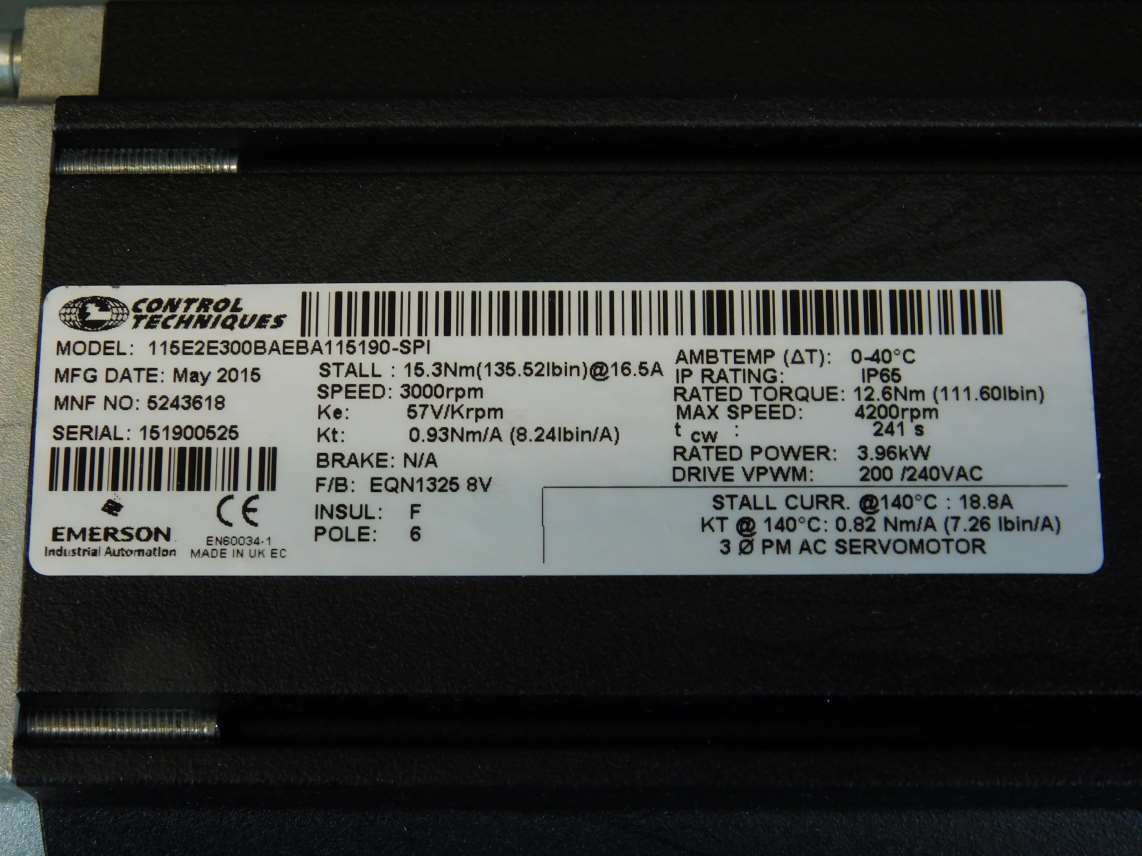 CONTROL
TECHNIQUES
MODEL: 115E2E300BAEBA115190-SPI
MFG DATE: May 2015
MNF NO: 5243618
SERIAL: 151900525
EMERSON
Industrial Automation
CE
EN60034-1
MADE IN UK EC
STALL : 15.3Nm(135.52lbin)@16.5A
SPEED: 3000rpm
Ke: 57V/Krpm
Kt: 0.93Nm/A (8.24lbin/A)
BRAKE: N/A
F/B: EQN1325 8V
INSUL: F
POLE: 6
AMBTEMP (ΔT): 0-40°C
IP RATING: IP65
RATED TORQUE: 12.6Nm (111.60lbin)
MAX SPEED: 4200rpm
t cw : 241 s
RATED POWER: 3.96kW
DRIVE VPWM: 200 /240VAC
STALL CURR. @140°C : 18.8A
KT @ 140°C: 0.82 Nm/A (7.26 lbin/A)
3 Ø PM AC SERVOMOTOR